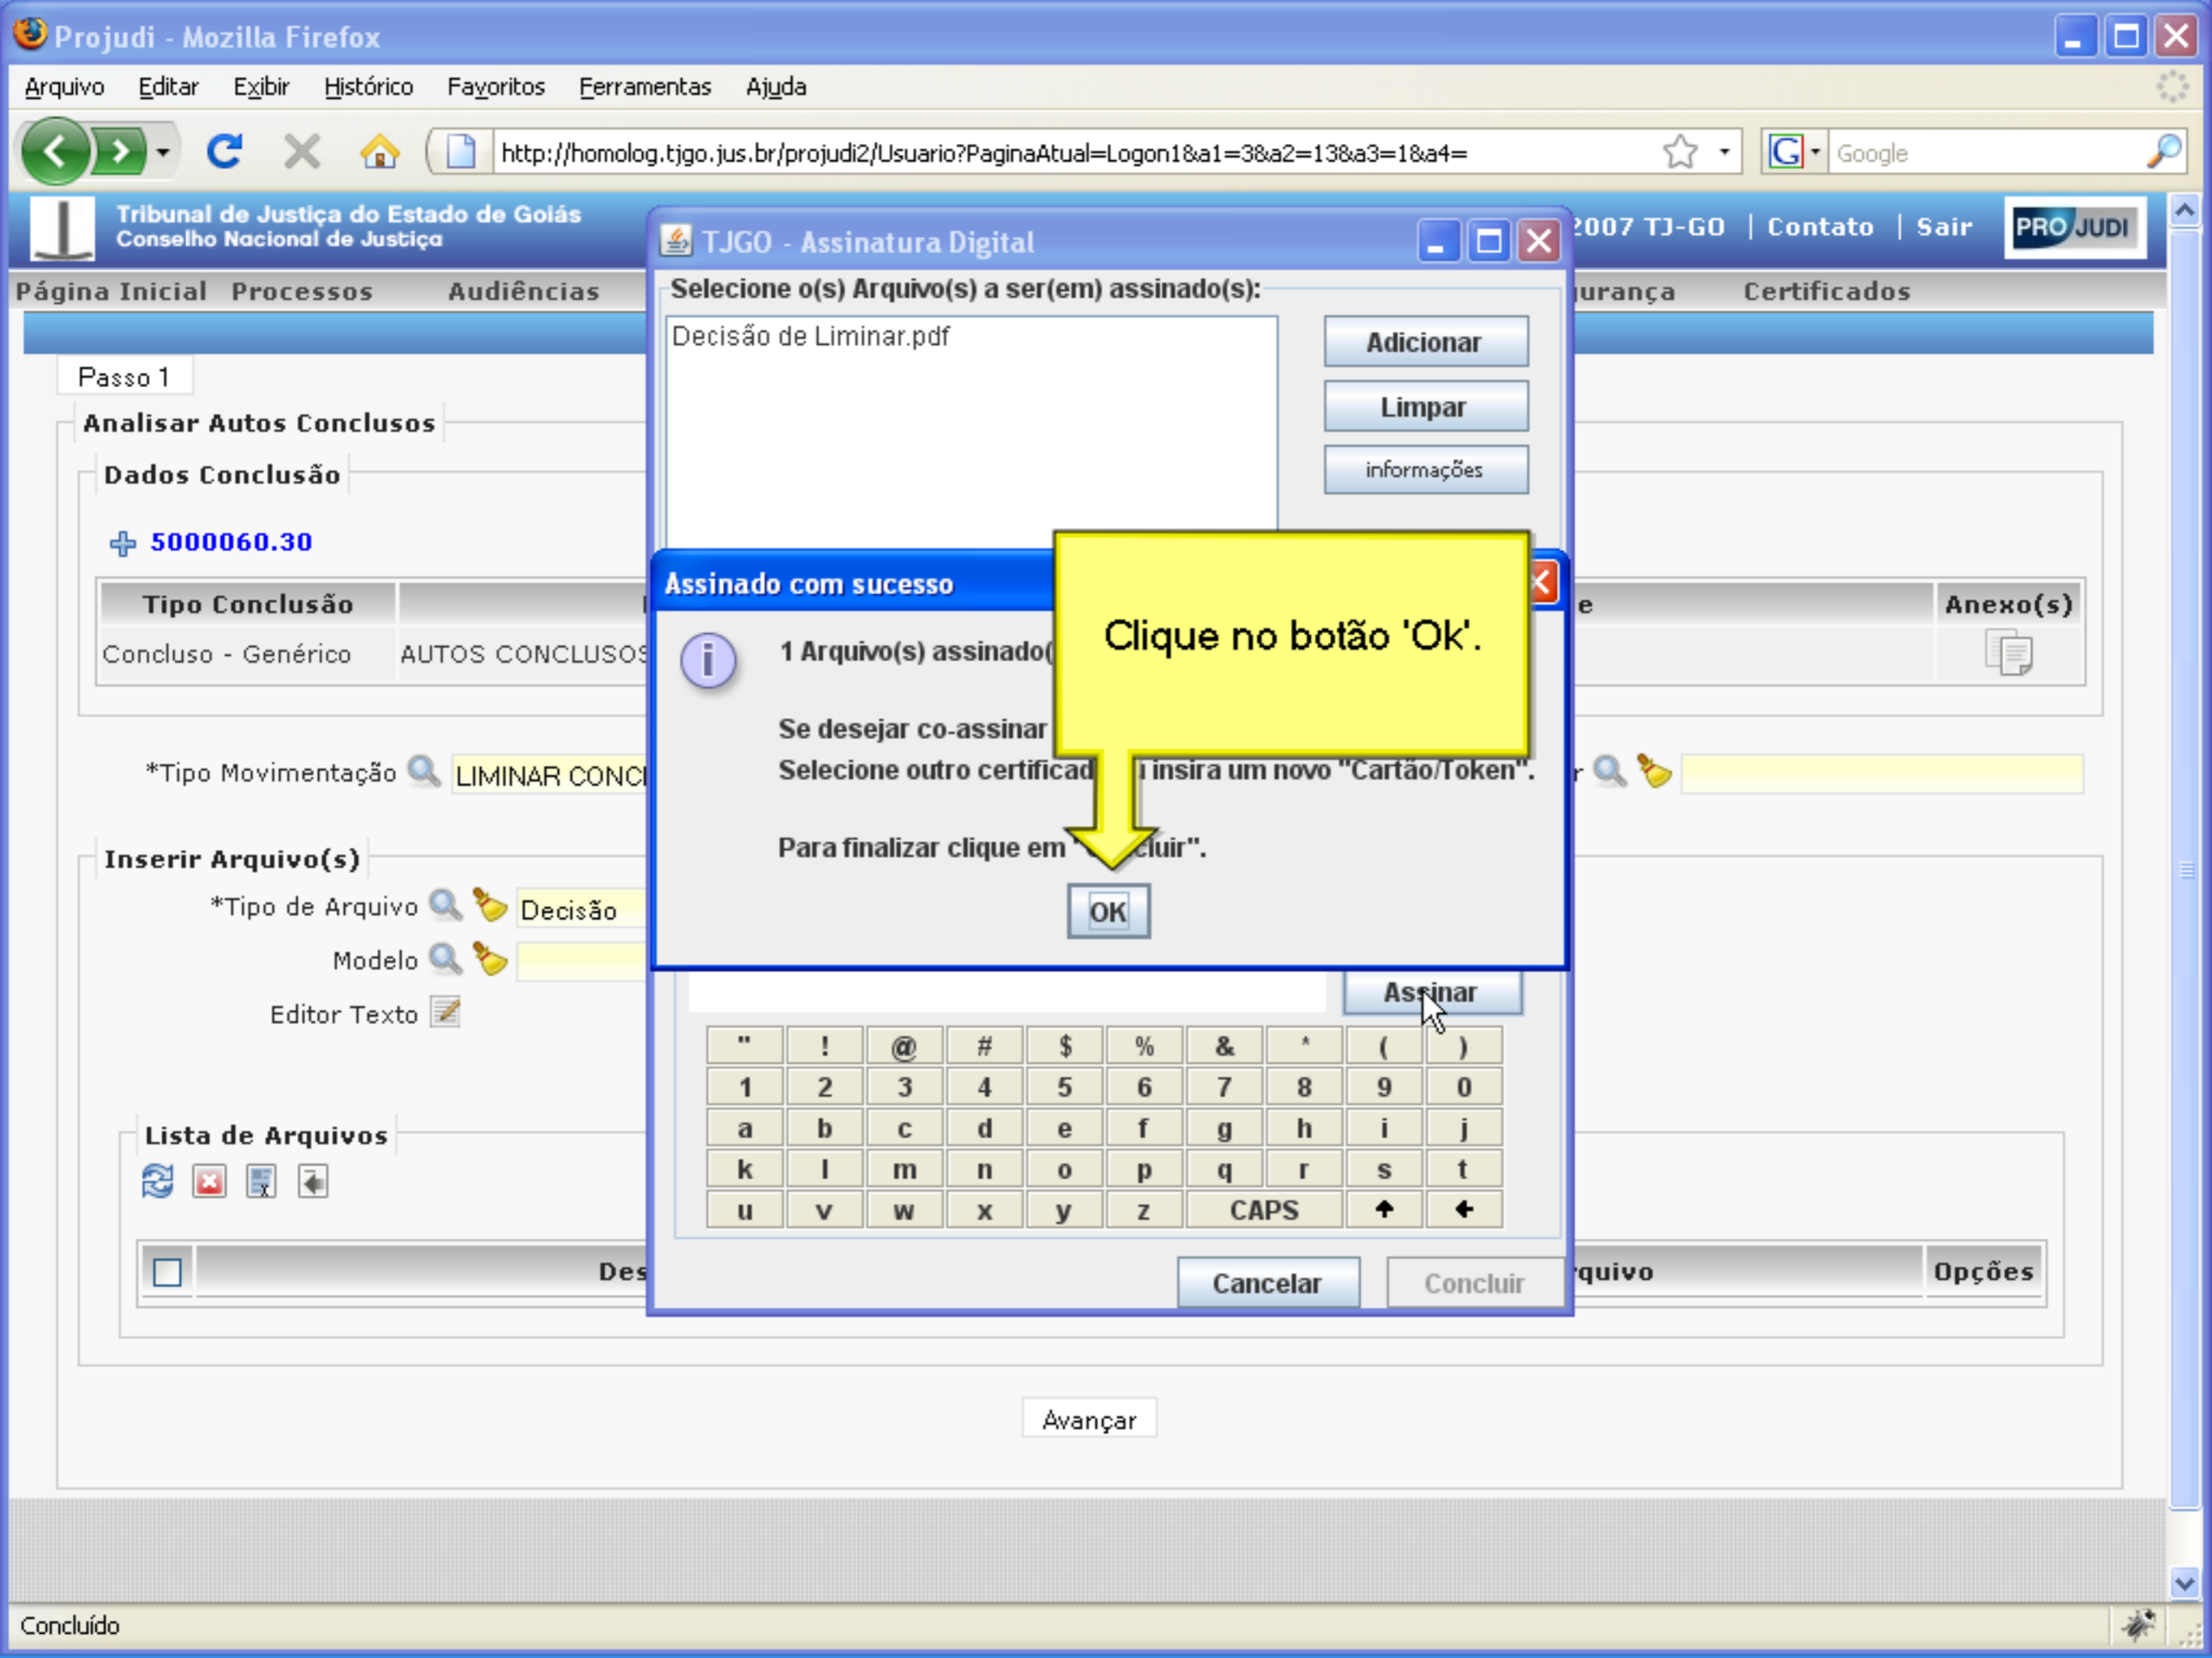 Projudi - Mozilla Firefox
Arquivo Editar Exibir Histórico Favoritos Ferramentas Ajuda
http://homolog.tjgo.jus.br/projudi2/Usuario?PaginaAtual=Logon1&a1=3&a2=13&a3=1&a4=
G Google
Tribunal de Justiça do Estado de Goiás
Conselho Nacional de Justiça
2007 TJ-GO | Contato | Sair
PROJUDI
Página Inicial Processos Audiências urança Certificados
TJGO - Assinatura Digital
Selecione o(s) Arquivo(s) a ser(em) assinado(s):
Decisão de Liminar.pdf
Adicionar
Limpar
informações
Passo 1
Analisar Autos Conclusos
Dados Conclusão
5000060.30
Tipo Conclusão e Anexo(s)
Concluso - Genérico AUTOS CONCLUSOS
*Tipo Movimentação LIMINAR CONC r
Inserir Arquivo(s)
*Tipo de Arquivo Decisão
Modelo
Editor Texto
Assinado com sucesso
Clique no botão 'Ok'.
1 Arquivo(s) assinado(
Se desejar co-assinar
Selecione outro certificad insira um novo "Cartão/Token".
Para finalizar clique em " cluir".
OK
Assinar
" ! @ # $ % & * ( )
1 2 3 4 5 6 7 8 9 0
a b c d e f g h i j
k l m n o p q r s t
u v w x y z CAPS
Cancelar Concluir
Lista de Arquivos
Des rquivo Opções
Avançar
Concluído